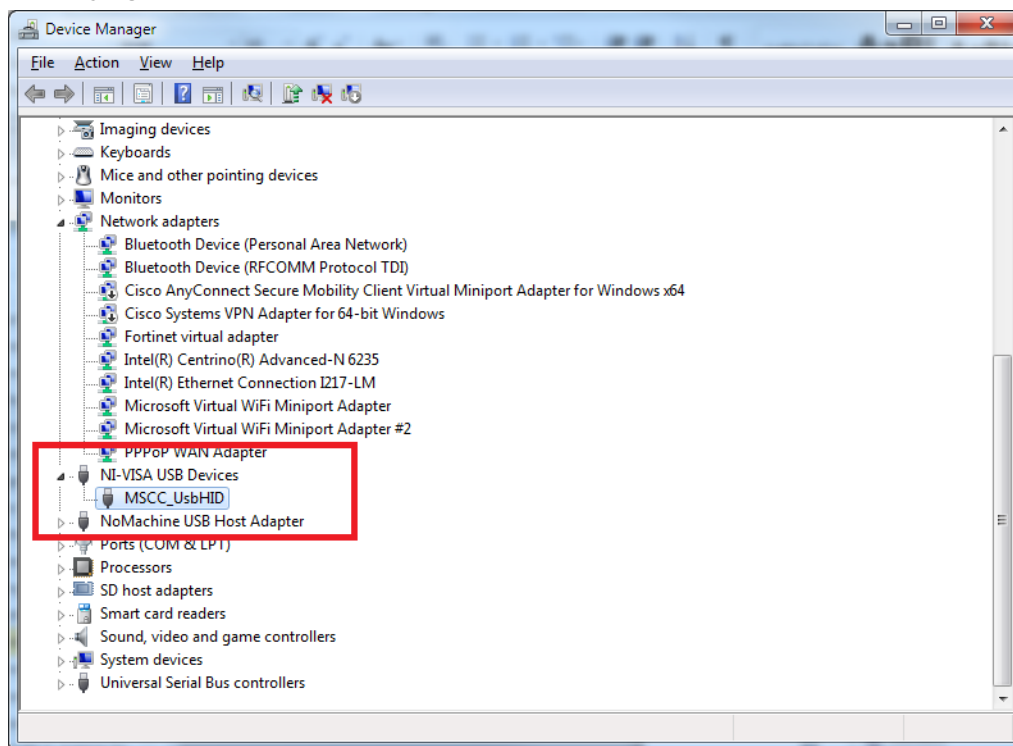 Device Manager
File Action View Help
Imaging devices
Keyboards
Mice and other pointing devices
Monitors
Network adapters
Bluetooth Device (Personal Area Network)
Bluetooth Device (RFCOMM Protocol TDI)
Cisco AnyConnect Secure Mobility Client Virtual Miniport Adapter for Windows x64
Cisco Systems VPN Adapter for 64-bit Windows
Fortinet virtual adapter
Intel(R) Centrino(R) Advanced-N 6235
Intel(R) Ethernet Connection I217-LM
Microsoft Virtual WiFi Miniport Adapter
Microsoft Virtual WiFi Miniport Adapter #2
PPPoP WAN Adapter
NI-VISA USB Devices
MSCC_UsbHID
NoMachine USB Host Adapter
Ports (COM & LPT)
Processors
SD host adapters
Smart card readers
Sound, video and game controllers
System devices
Universal Serial Bus controllers